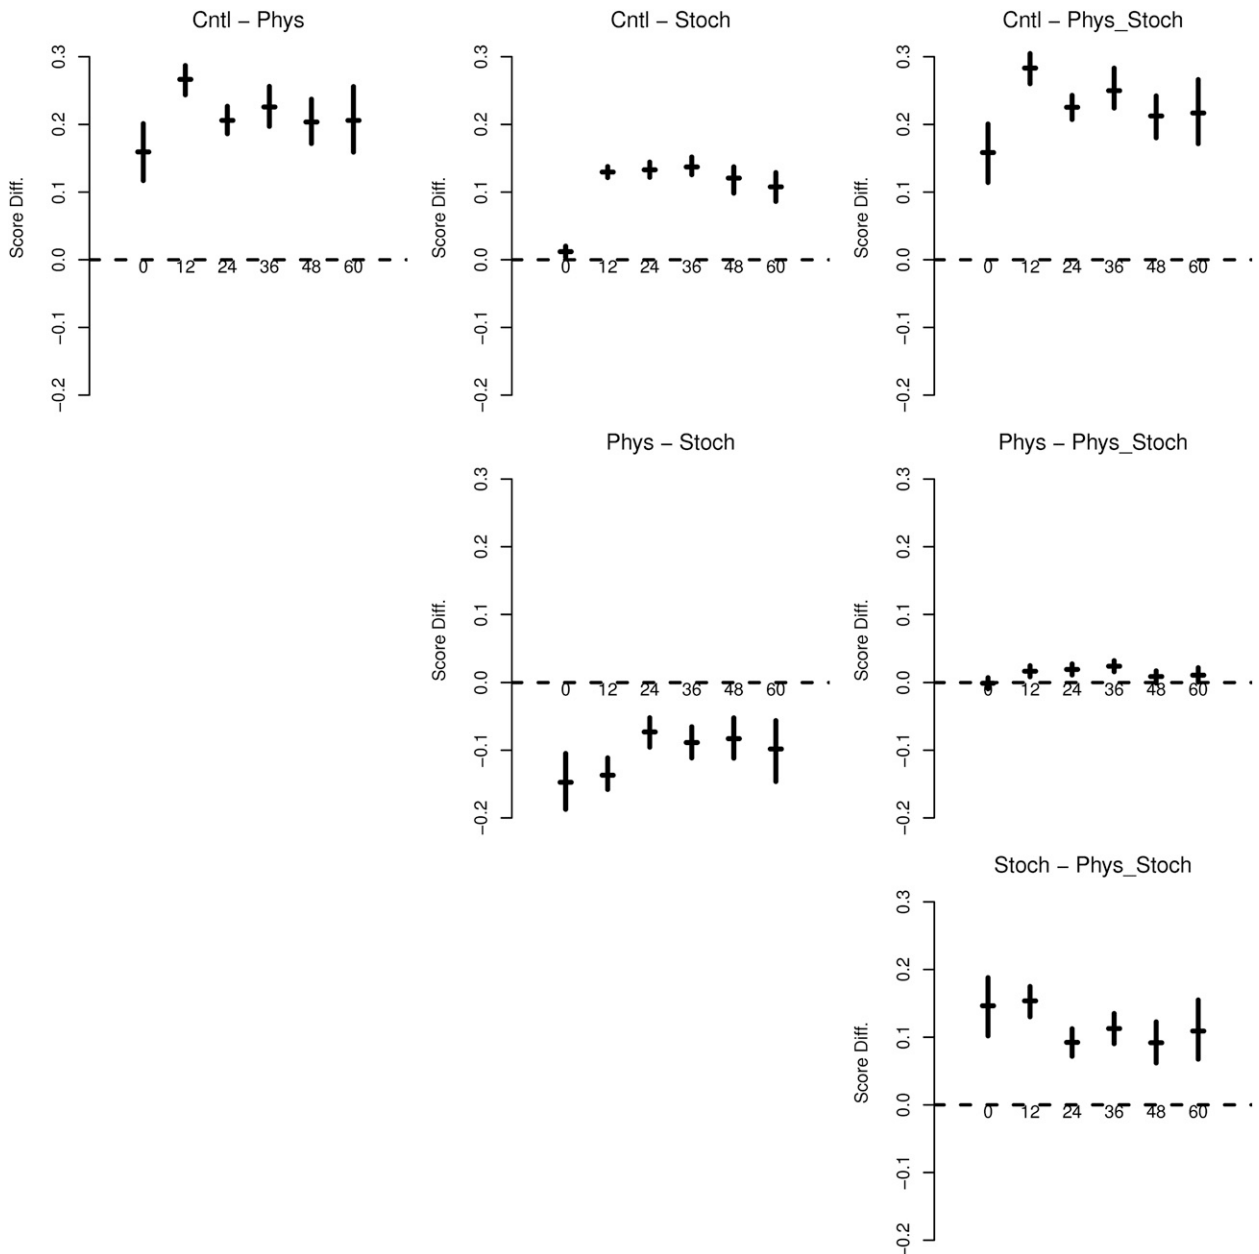 Cntl – Phys
Score Diff.
0.3
0.2
0.1
0.0
−0.1
−0.2
0 12 24 36 48 60
Cntl – Stoch
0.3
0.2
0.1
0.0
−0.1
−0.2
0 12 24 36 48 60
Cntl – Phys_Stoch
Score Diff.
0.3
0.2
0.1
0.0
−0.1
−0.2
0 12 24 36 48 60
Phys – Stoch
Score Diff.
0.3
0.2
0.1
0.0
−0.1
−0.2
0 12 24 36 48 60
Phys – Phys_Stoch
Score Diff.
0.3
0.2
0.1
0.0
−0.1
−0.2
0 12 24 36 48 60
Stoch – Phys_Stoch
Score Diff.
0.3
0.2
0.1
0.0
−0.1
−0.2
0 12 24 36 48 60